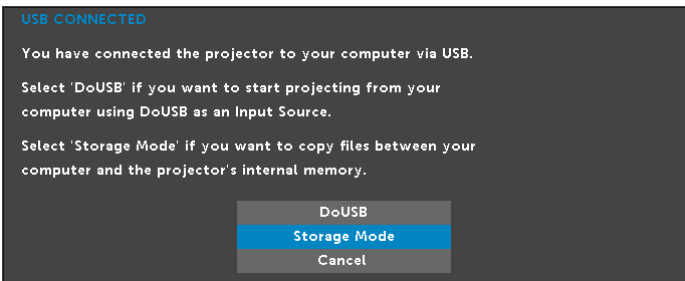 USB CONNECTED
You have connected the projector to your computer via USB.
Select 'DoUSB' if you want to start projecting from your
computer using DoUSB as an Input Source.
Select 'Storage Mode' if you want to copy files between your
computer and the projector's internal memory.
DoUSB
Storage Mode
Cancel